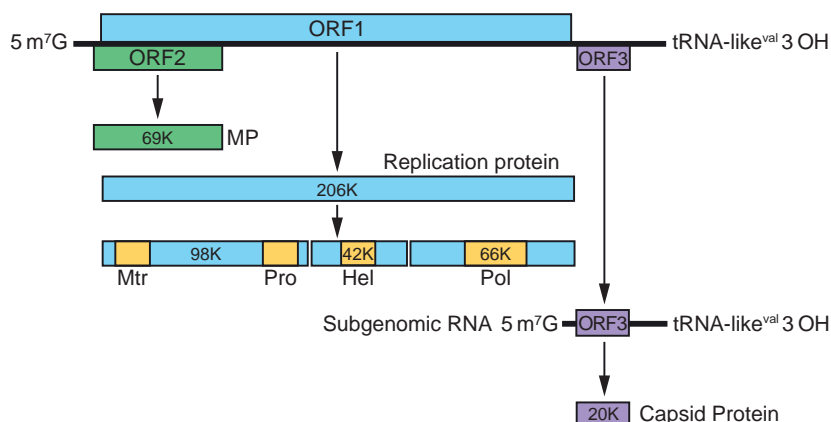 ORF1
5 m⁷G tRNA-likeᵛᵃˡ 3 OH
ORF2 ORF3
69K MP
Replication protein
206K
98K 42K 66K
Mtr Pro Hel Pol
Subgenomic RNA 5 m⁷G ORF3 tRNA-likeᵛᵃˡ 3 OH
20K Capsid Protein